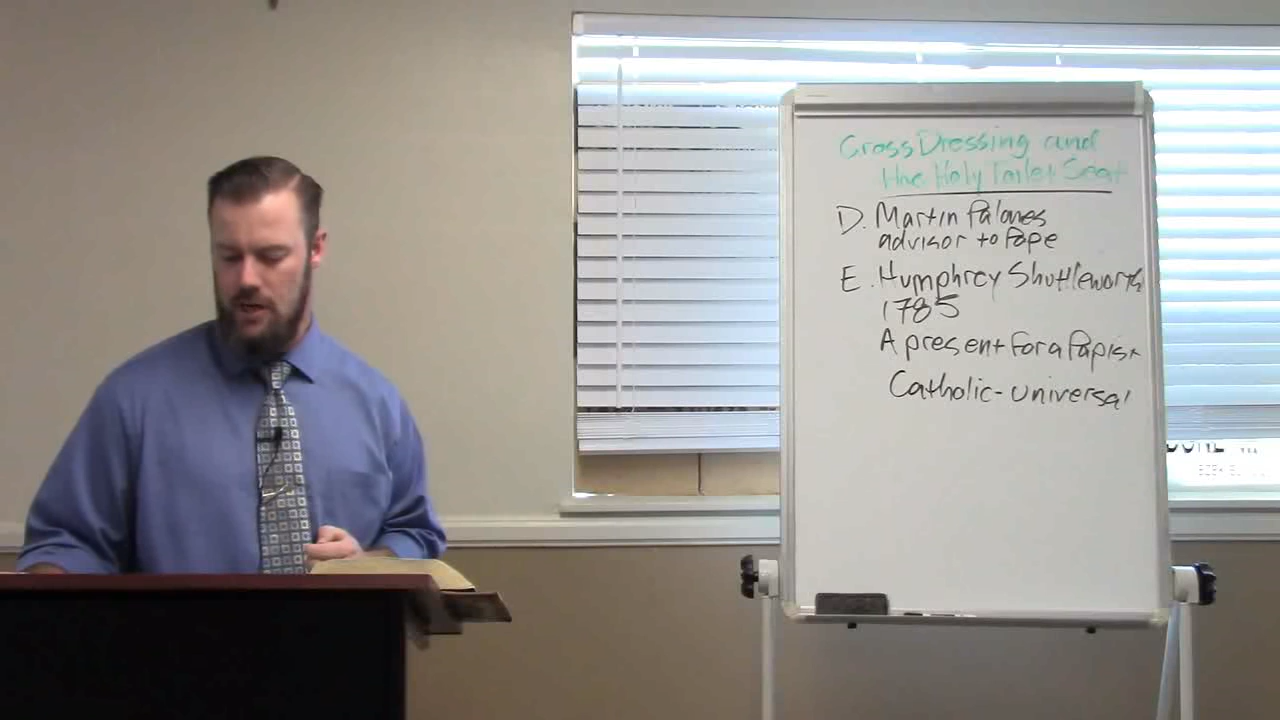 Cross Dressing and
the Holy Toilet Seat
D. Martin Palomes
advisor to Pope
E. Humphrey Shuttleworth
1785
A present for a Papist
Catholic-universal